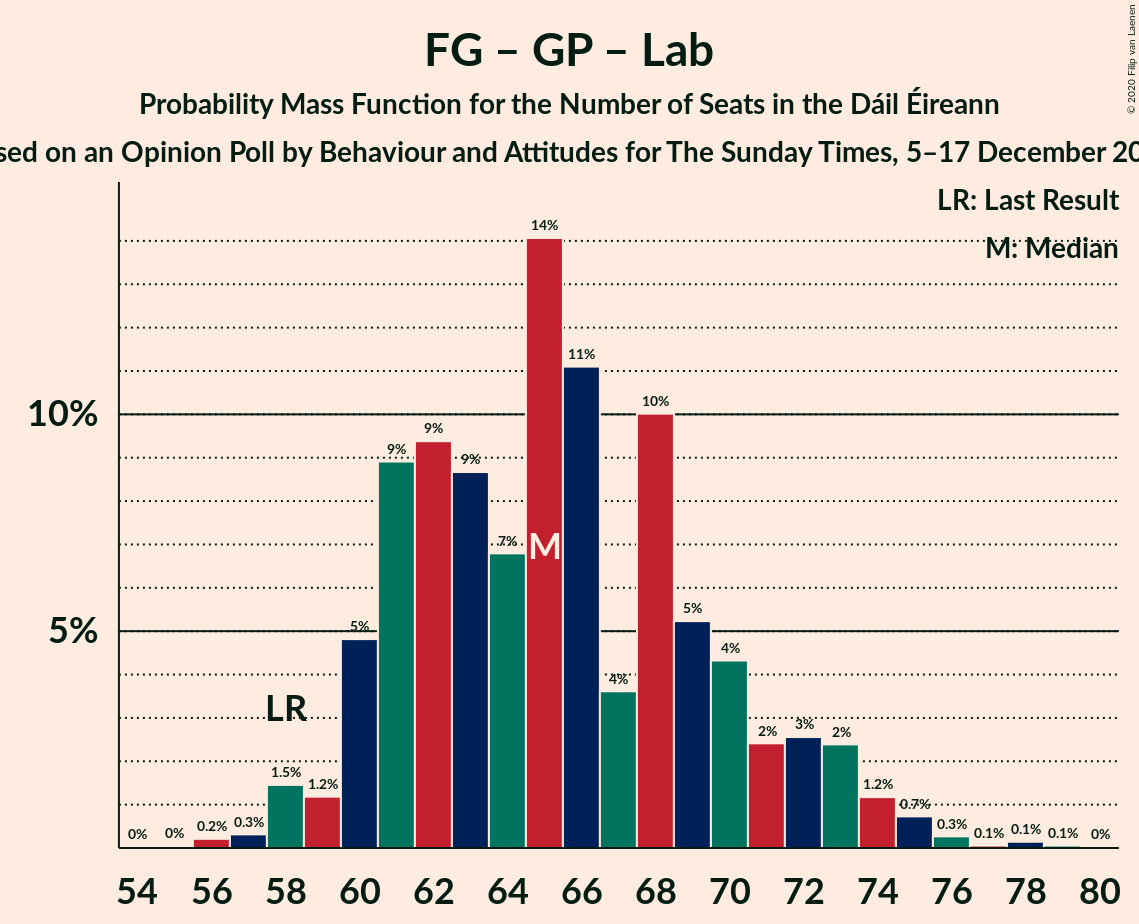 FG – GP – Lab
Probability Mass Function for the Number of Seats in the Dáil Éireann
sed on an Opinion Poll by Behaviour and Attitudes for The Sunday Times, 5–17 December 20
© 2020 Filip van Laenen
LR: Last Result
M: Median
14%
11%
10%
10%
9%
9%
9%
7%
M
5%
5%
5%
4%
4%
LR
3%
2%
2%
1.5%
1.2%
1.2%
0.7%
0% 0% 0.2% 0.3% 0.3% 0.1% 0.1% 0.1% 0%
54 56 58 60 62 64 66 68 70 72 74 76 78 80